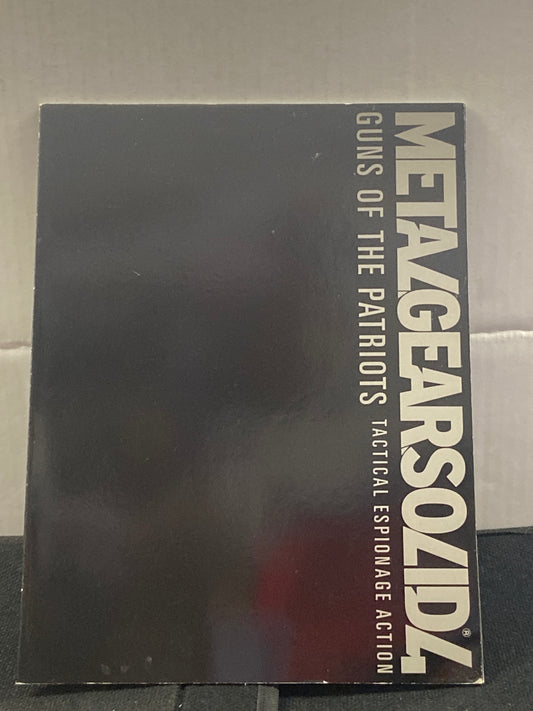 METAL GEAR SOLID 4 ®
GUNS OF THE PATRIOTS TACTICAL ESPIONAGE ACTION